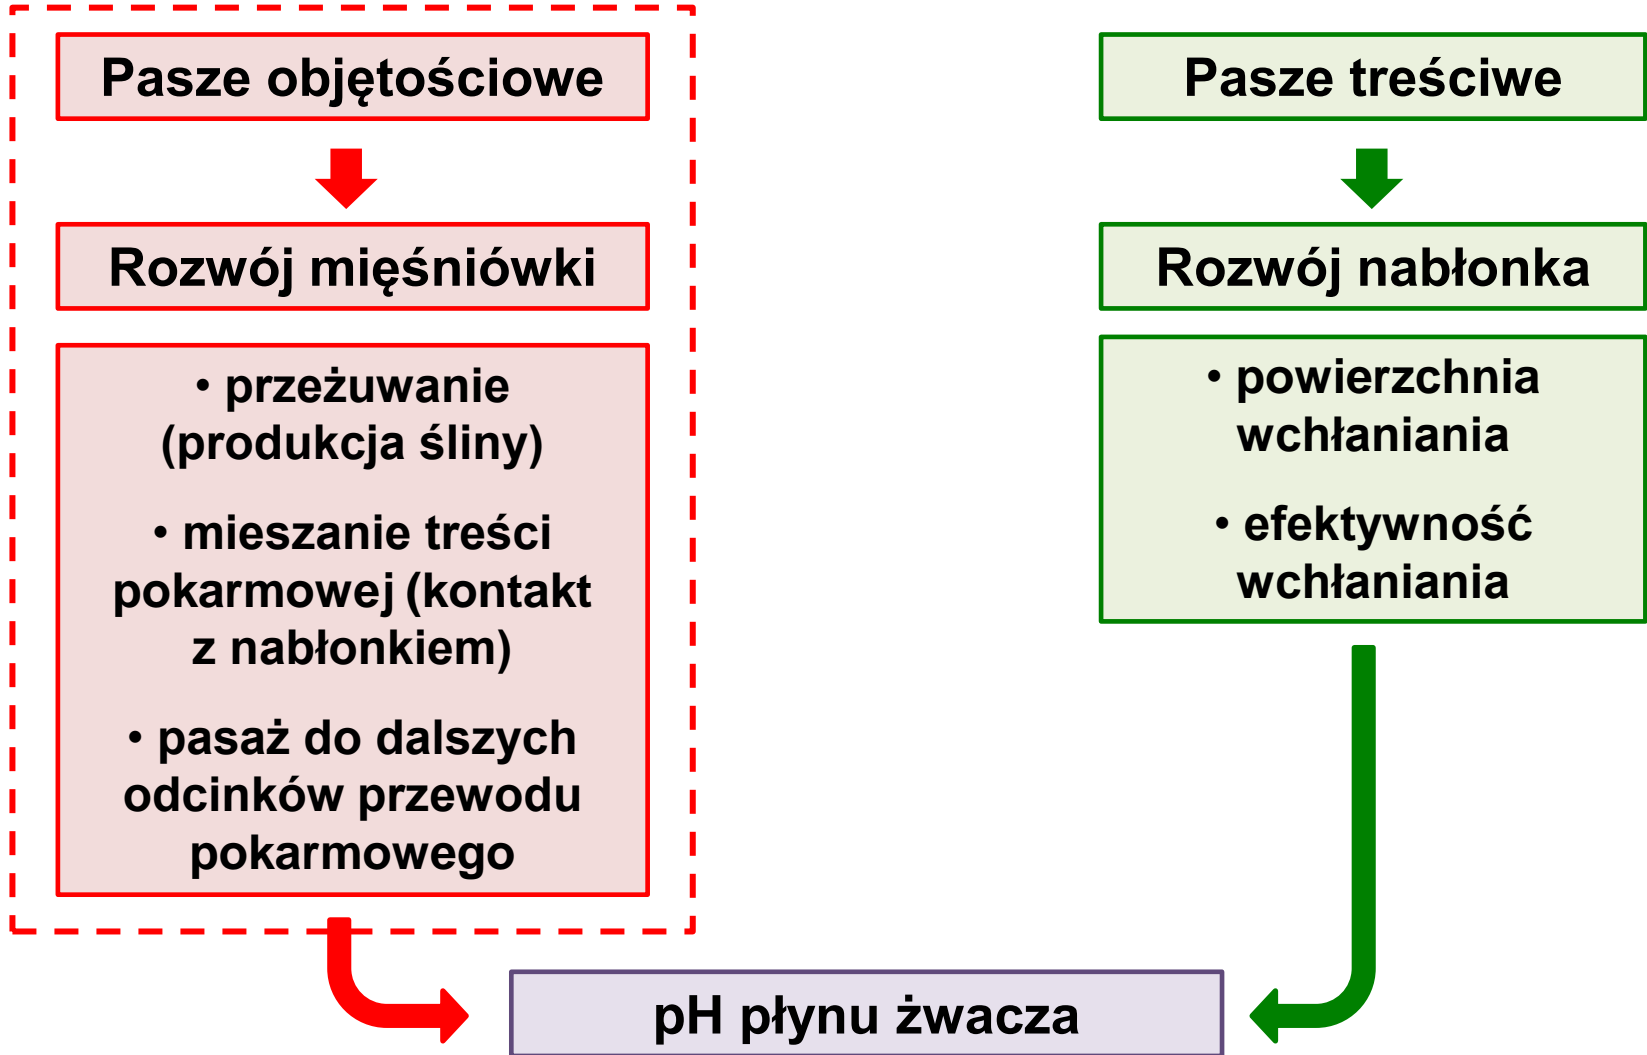 Pasze objętościowe
Rozwój mięśniówki
• przeżuwanie
(produkcja śliny)
• mieszanie treści
pokarmowej (kontakt
z nabłonkiem)
• pasaż do dalszych
odcinków przewodu
pokarmowego
Pasze treściwe
Rozwój nabłonka
• powierzchnia
wchłaniania
• efektywność
wchłaniania
pH płynu żwacza